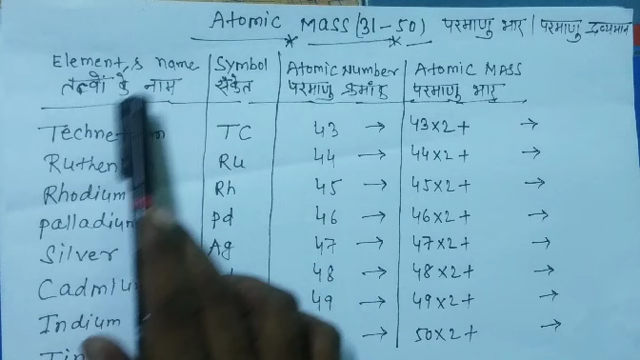 Atomic Mass (31-50) परमाणु भार / परमाणु द्रव्यमान
Element,s name Symbol Atomic Number Atomic MASS
तत्वों के नाम संकेत परमाणु क्रमांक परमाणु भार
TC 43 → 43×2+ →
Ru 44 → 44×2+ →
Rhodium Rh 45 → 45×2+ →
palladium Pd 46 → 46×2+ →
Silver Ag 47 → 47×2+ →
48 → 48×2+ →
49 → 49×2+ →
Indium → 50×2+ →